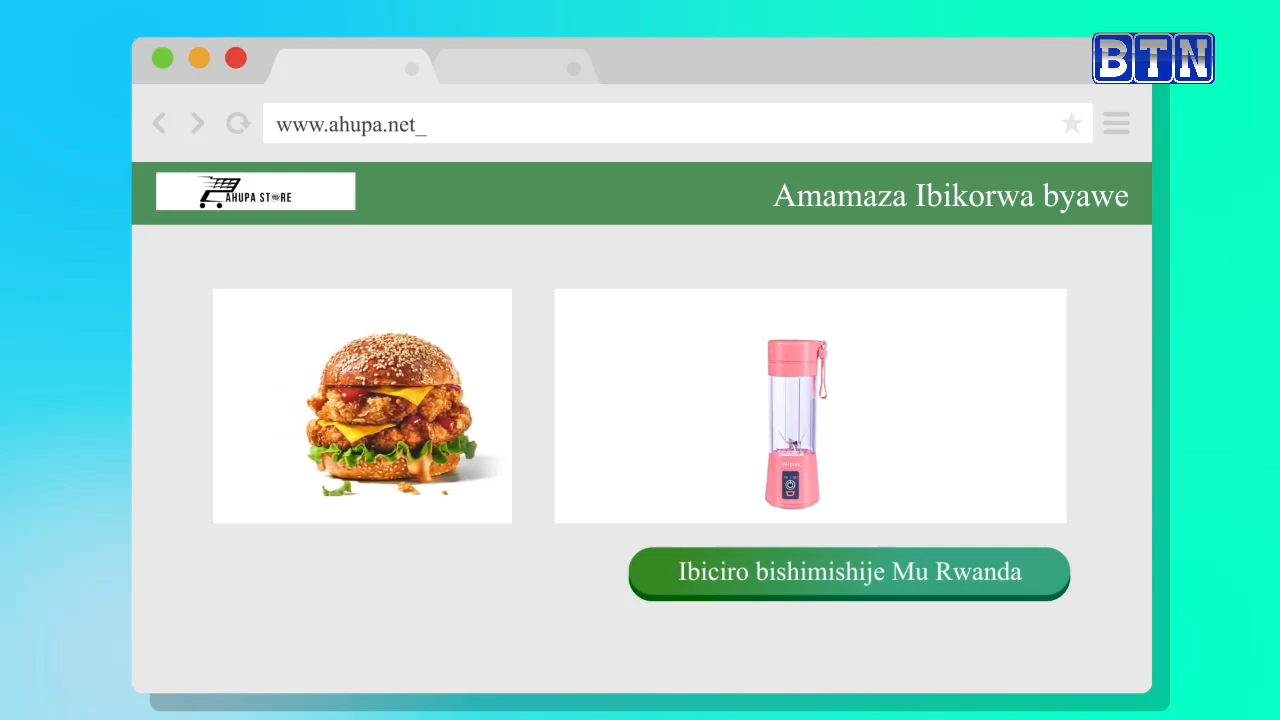 BTN
www.ahupa.net_
AHUPA STORE
Amamaza Ibikorwa byawe
Ibiciro bishimishije Mu Rwanda